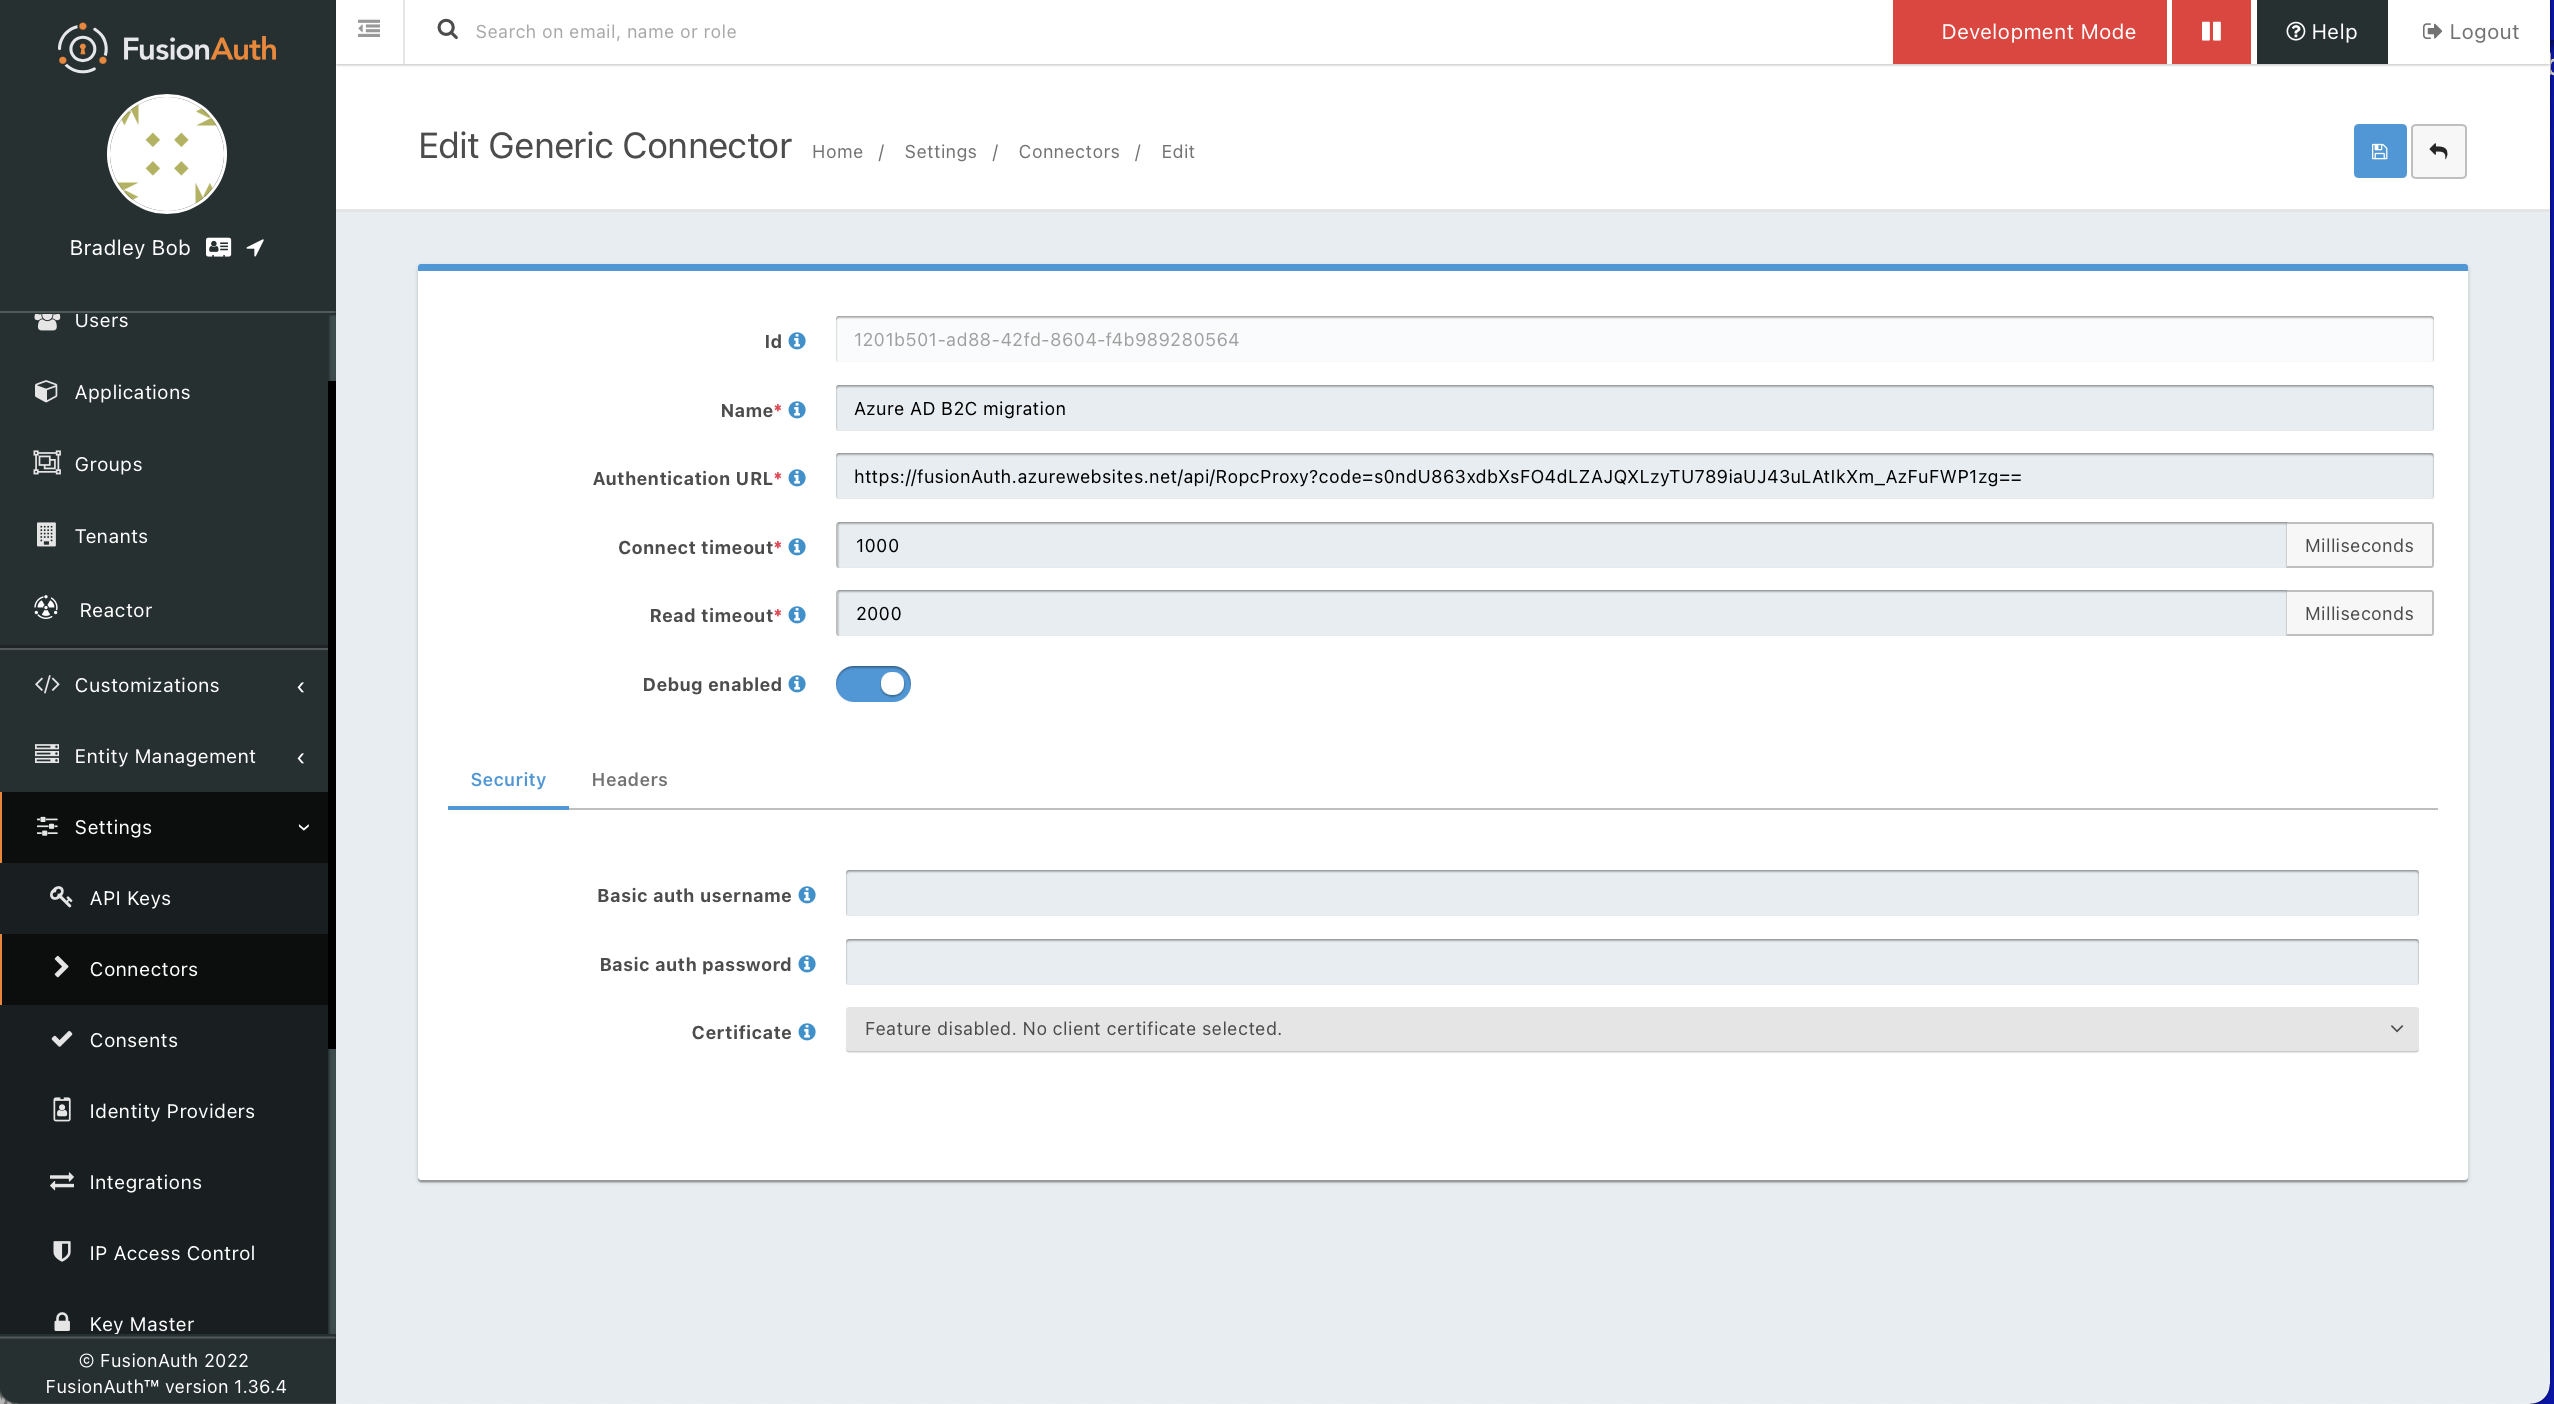 FusionAuth
Bradley Bob
Users
Applications
Groups
Tenants
Reactor
Customizations
Entity Management
Settings
API Keys
Connectors
Consents
Identity Providers
Integrations
IP Access Control
Key Master
© FusionAuth 2022
FusionAuth™ version 1.36.4
Search on email, name or role
Development Mode
Help
Logout
Edit Generic Connector
Home / Settings / Connectors / Edit
Id 1201b501-ad88-42fd-8604-f4b989280564
Name* Azure AD B2C migration
Authentication URL* https://fusionAuth.azurewebsites.net/api/RopcProxy?code=s0ndU863xdbXsFO4dLZAJQXLzyTU789iaUJ43uLAtIkXm_AzFuFWP1zg==
Connect timeout* 1000 Milliseconds
Read timeout* 2000 Milliseconds
Debug enabled
Security Headers
Basic auth username
Basic auth password
Certificate Feature disabled. No client certificate selected.